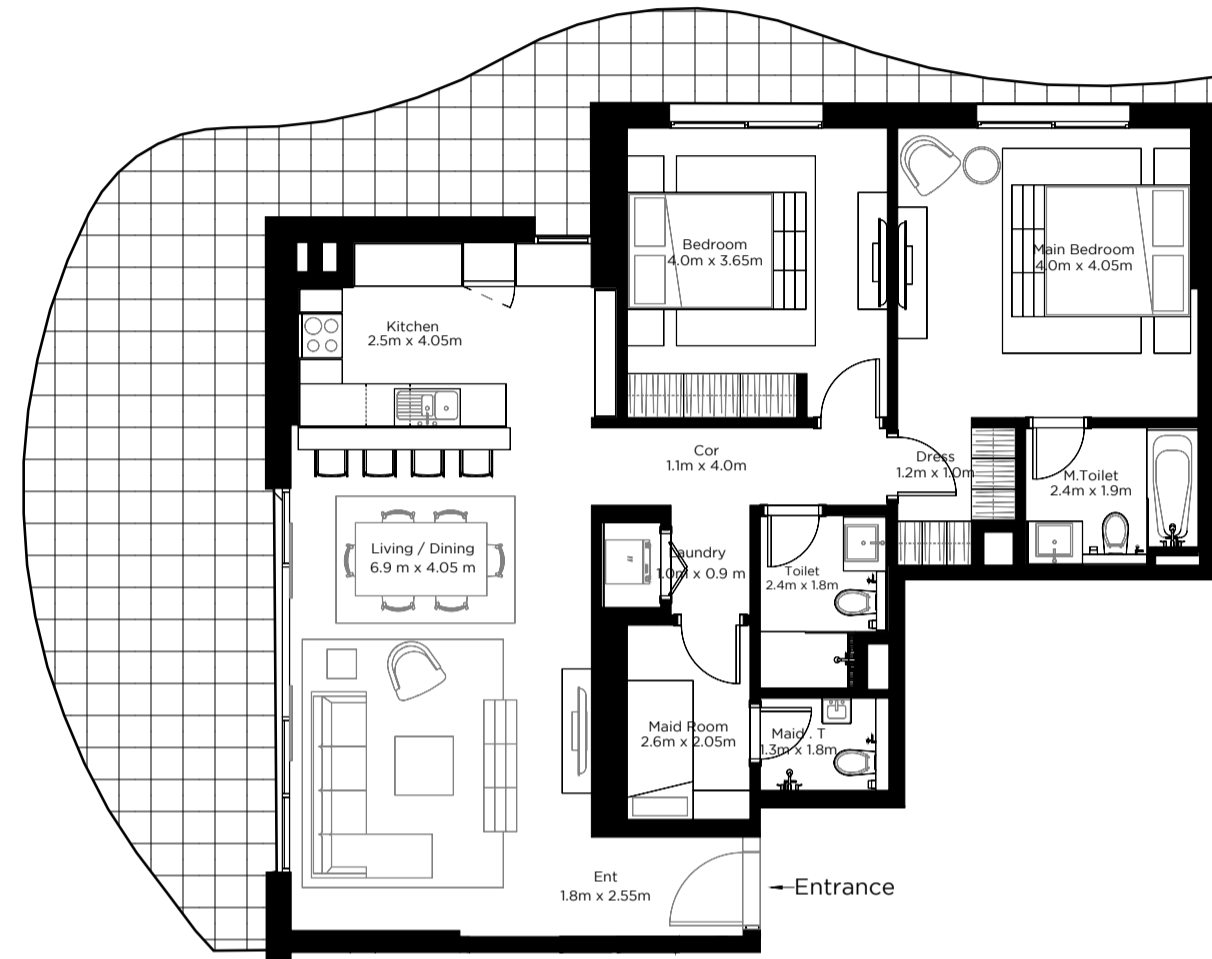 Bedroom
4.0m x 3.65m
Main Bedroom
4.0m x 4.05m
Kitchen
2.5m x 4.05m
Cor
1.1m x 4.0m
Dress
1.2m x 1.0m
M.Toilet
2.4m x 1.9m
Living / Dining
6.9 m x 4.05 m
Laundry
1.0m x 0.9 m
Toilet
2.4m x 1.8m
Maid Room
2.6m x 2.05m
Maid . T
1.3m x 1.8m
Ent
1.8m x 2.55m
Entrance